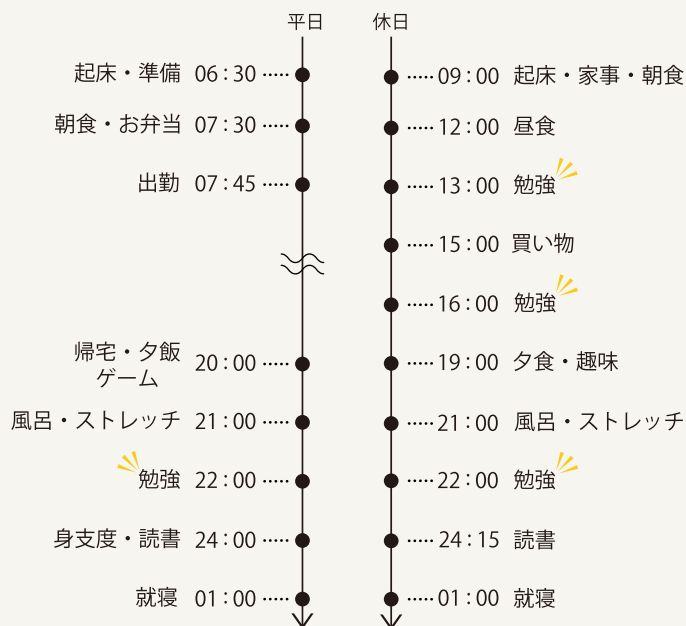 平日
起床・準備 06:30
朝食・お弁当 07:30
出勤 07:45
帰宅・夕飯
ゲーム 20:00
風呂・ストレッチ 21:00
勉強 22:00
身支度・読書 24:00
就寝 01:00
休日
09:00 起床・家事・朝食
12:00 昼食
13:00 勉強
15:00 買い物
16:00 勉強
19:00 夕食・趣味
21:00 風呂・ストレッチ
22:00 勉強
24:15 読書
01:00 就寝